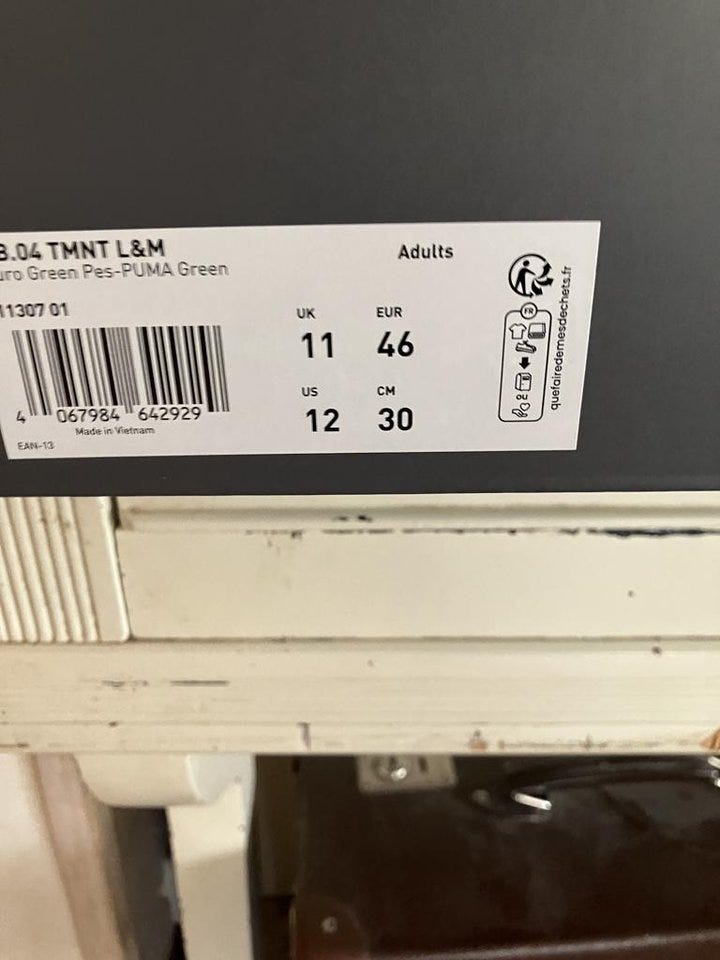 3.04 TMNT L&M
uro Green Pes-PUMA Green
11307 01
4 067984 642929
Made in Vietnam
EAN-13
Adults
UK EUR
11 46
US CM
12 30
FR
OU
quefairedemesdechets.fr